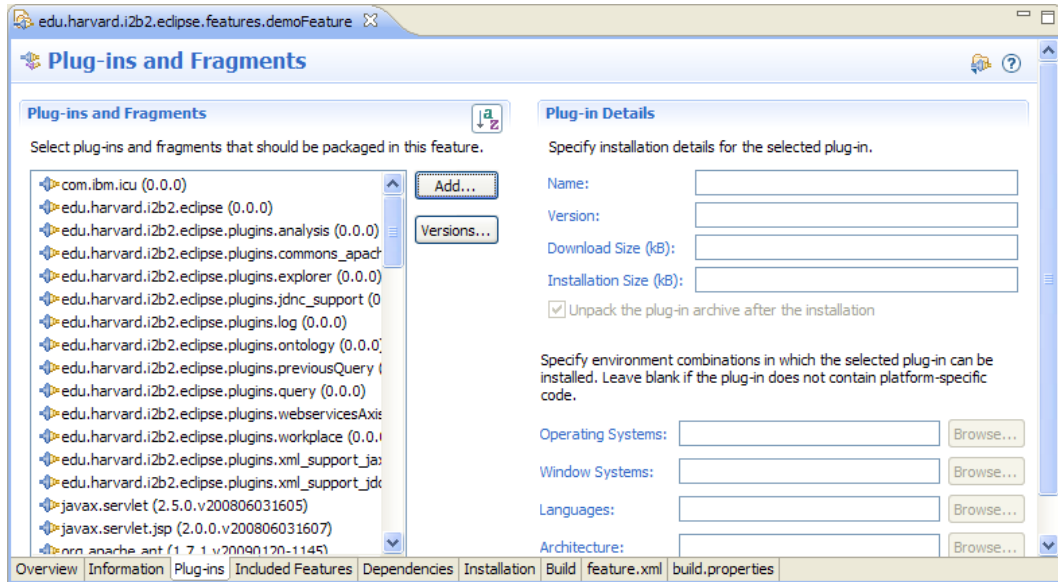 edu.harvard.i2b2.eclipse.features.demoFeature
Plug-ins and Fragments
Plug-ins and Fragments
Select plug-ins and fragments that should be packaged in this feature.
com.ibm.icu (0.0.0)
edu.harvard.i2b2.eclipse (0.0.0)
edu.harvard.i2b2.eclipse.plugins.analysis (0.0.0)
edu.harvard.i2b2.eclipse.plugins.commons_apach
edu.harvard.i2b2.eclipse.plugins.explorer (0.0.0)
edu.harvard.i2b2.eclipse.plugins.jdnc_support (0
edu.harvard.i2b2.eclipse.plugins.log (0.0.0)
edu.harvard.i2b2.eclipse.plugins.ontology (0.0.0)
edu.harvard.i2b2.eclipse.plugins.previousQuery (
edu.harvard.i2b2.eclipse.plugins.query (0.0.0)
edu.harvard.i2b2.eclipse.plugins.webservicesAxis
edu.harvard.i2b2.eclipse.plugins.workplace (0.0.
edu.harvard.i2b2.eclipse.plugins.xml_support_jax
edu.harvard.i2b2.eclipse.plugins.xml_support_jdo
javax.servlet (2.5.0.v200806031605)
javax.servlet.jsp (2.0.0.v200806031607)
org.apache.ant (1.7.1.v20090120-1145)
Add...
Versions...
Plug-in Details
Specify installation details for the selected plug-in.
Name:
Version:
Download Size (kB):
Installation Size (kB):
Unpack the plug-in archive after the installation
Specify environment combinations in which the selected plug-in can be
installed. Leave blank if the plug-in does not contain platform-specific
code.
Operating Systems: Browse...
Window Systems: Browse...
Languages: Browse...
Architecture: Browse...
Overview Information Plug-ins Included Features Dependencies Installation Build feature.xml build.properties